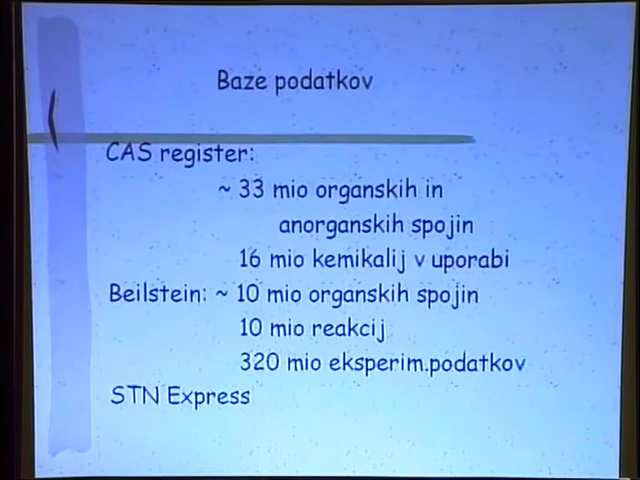 Baze podatkov
CAS register:
~ 33 mio organskih in
anorganskih spojin
16 mio kemikalij v uporabi
Beilstein: ~ 10 mio organskih spojin
10 mio reakcij
320 mio eksperim.podatkov
STN Express